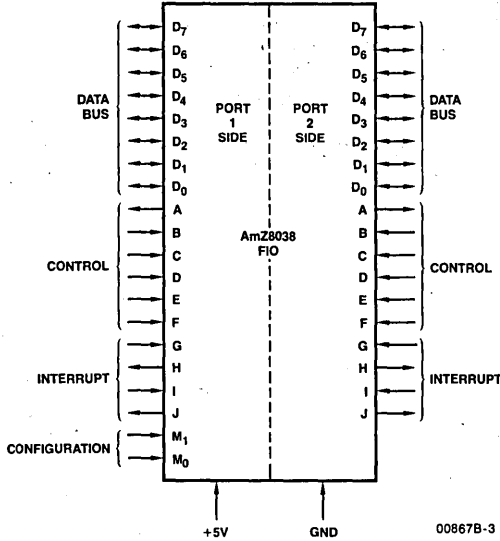 D7 D7
D6 D6
D5 D5
DATA BUS D4 PORT 1 SIDE PORT 2 SIDE D4 DATA BUS
D3 D3
D2 D2
D1 D1
D0 D0
A A
B AmZ8038 FIO B
CONTROL C C CONTROL
D D
E E
F F
G G
INTERRUPT H H INTERRUPT
I I
J J
CONFIGURATION M1
M0
+5V GND
00867B-3